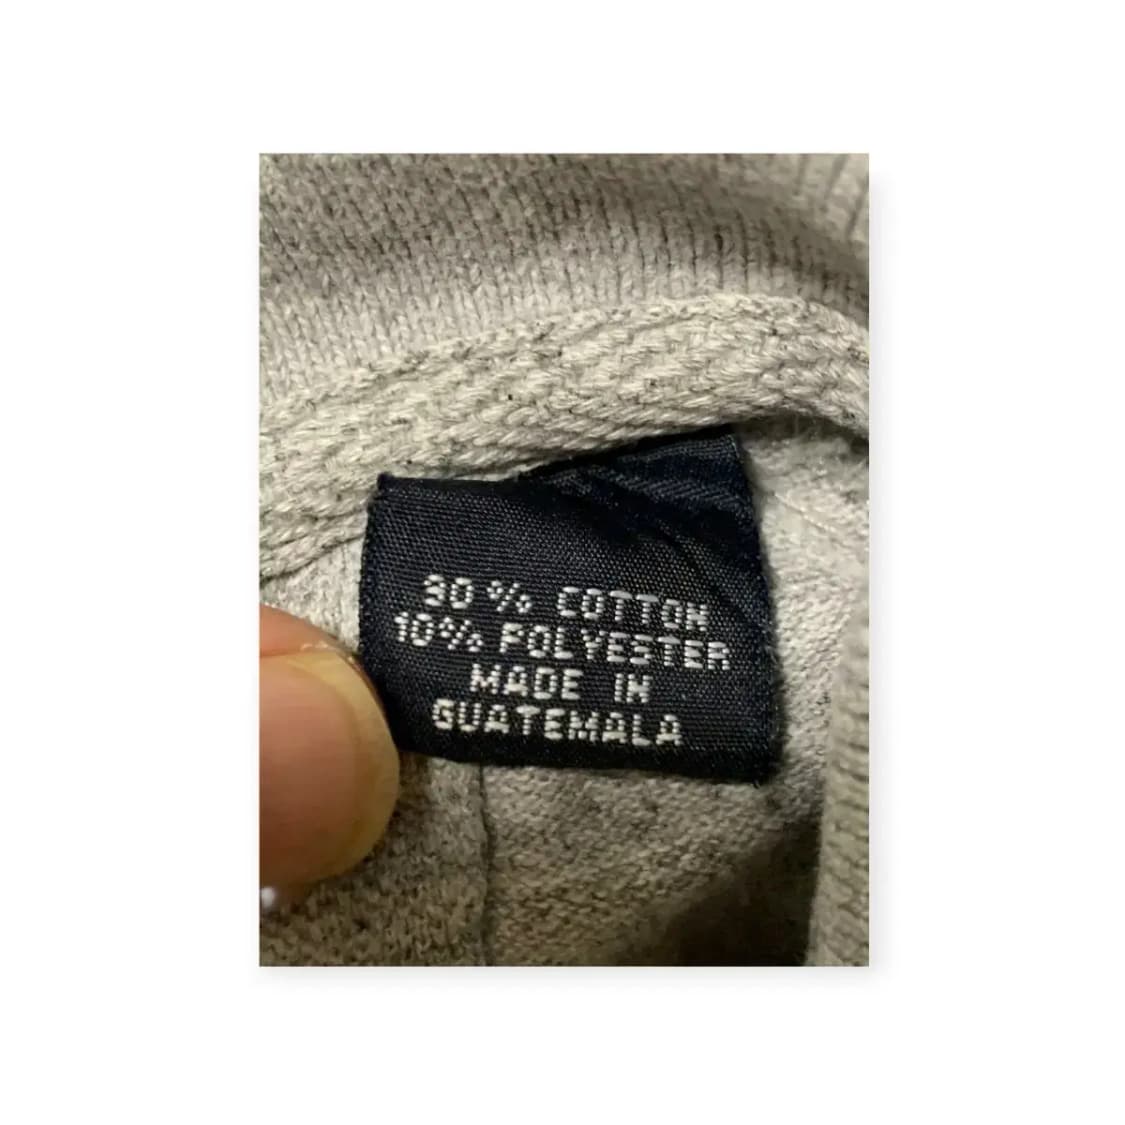 90% COTTON
10% POLYESTER
MADE IN
GUATEMALA